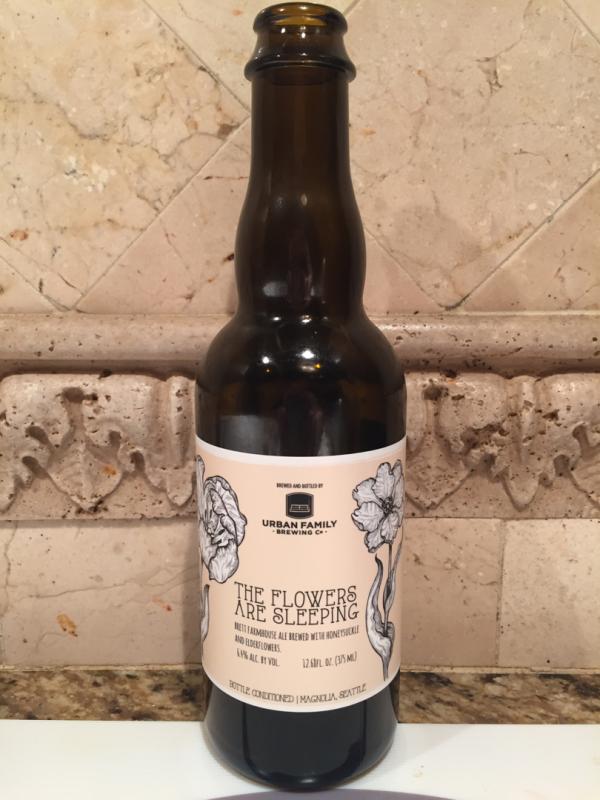 BREWED AND BOTTLED BY
URBAN FAMILY
• BREWING Co •
THE FLOWERS
ARE SLEEPING
BRETT FARMHOUSE ALE BREWED WITH HONEYSUCKLE
AND ELDERFLOWERS.
6.4% ALC. BY VOL. 12.68FL. OZ. (375 ML)
BOTTLE CONDITIONED | MAGNOLIA, SEATTLE